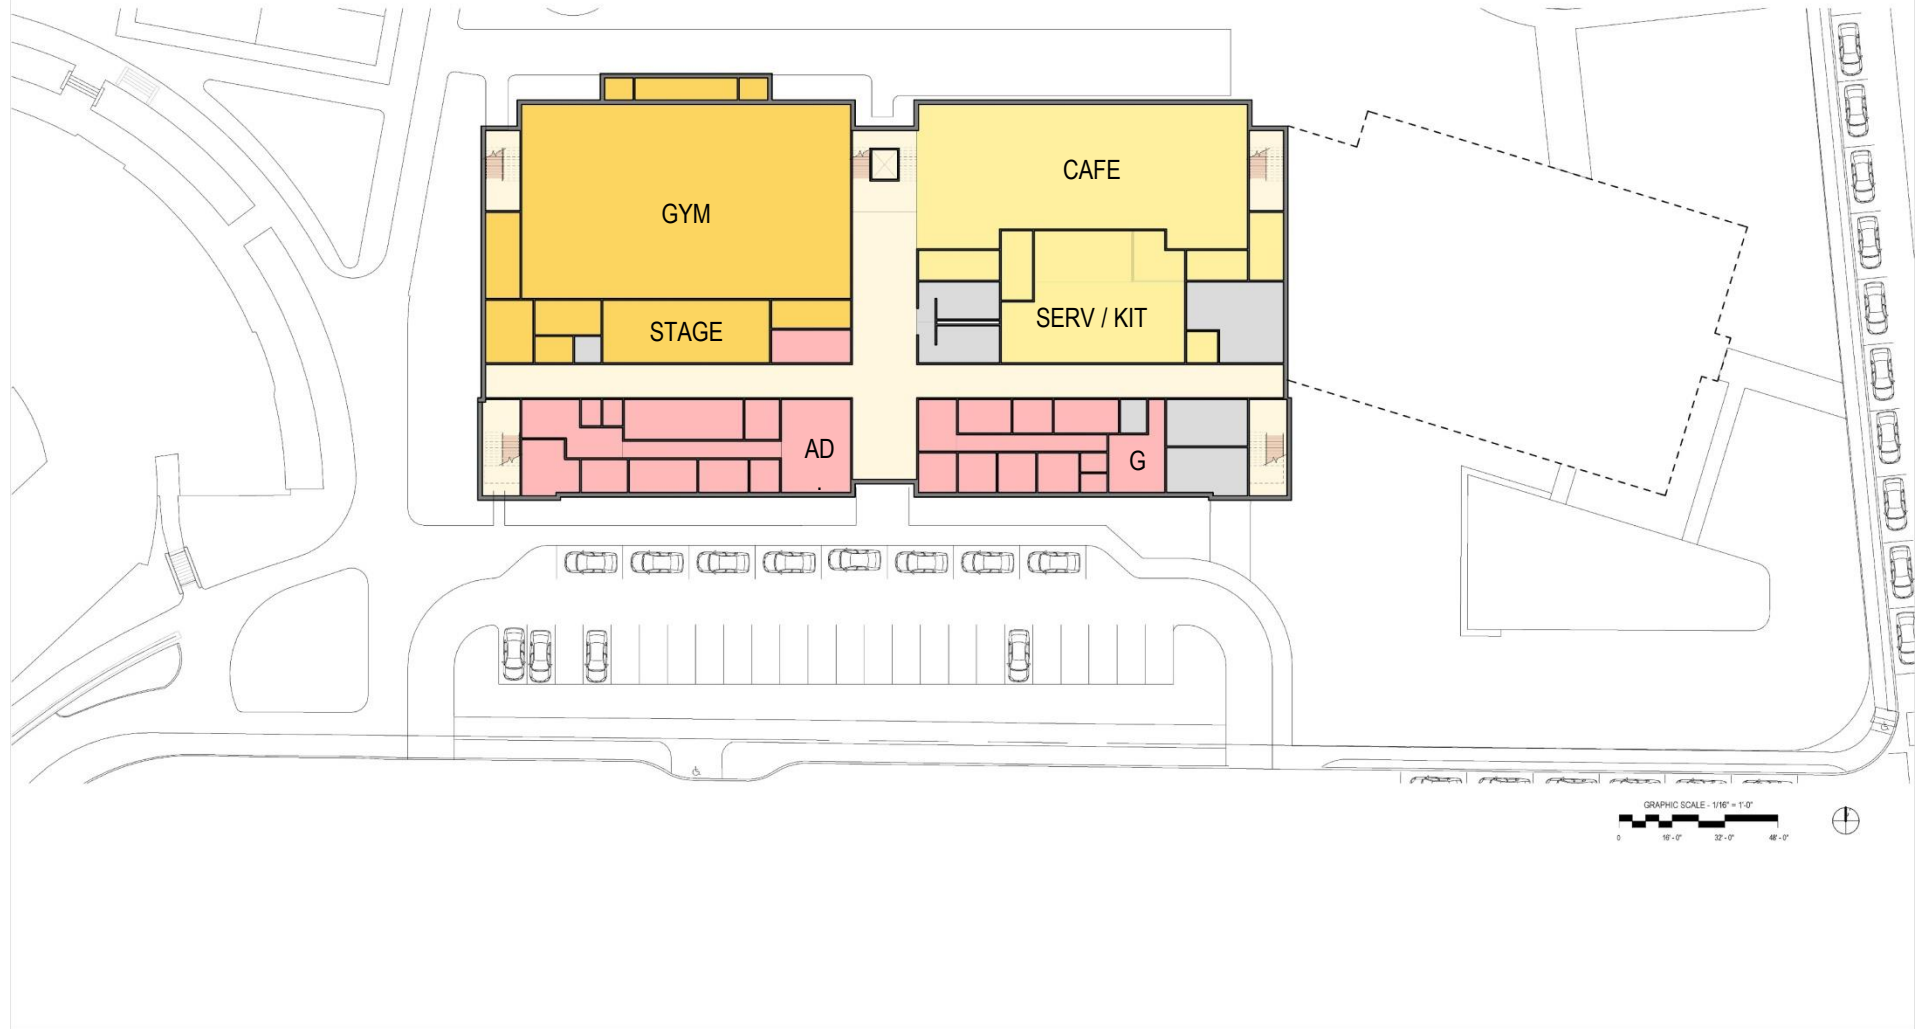 CAFE
GYM
SERV / KIT
STAGE
AD
.
G
GRAPHIC SCALE - 1/16" = 1'-0"
0 16' - 0" 32' - 0" 48' - 0"